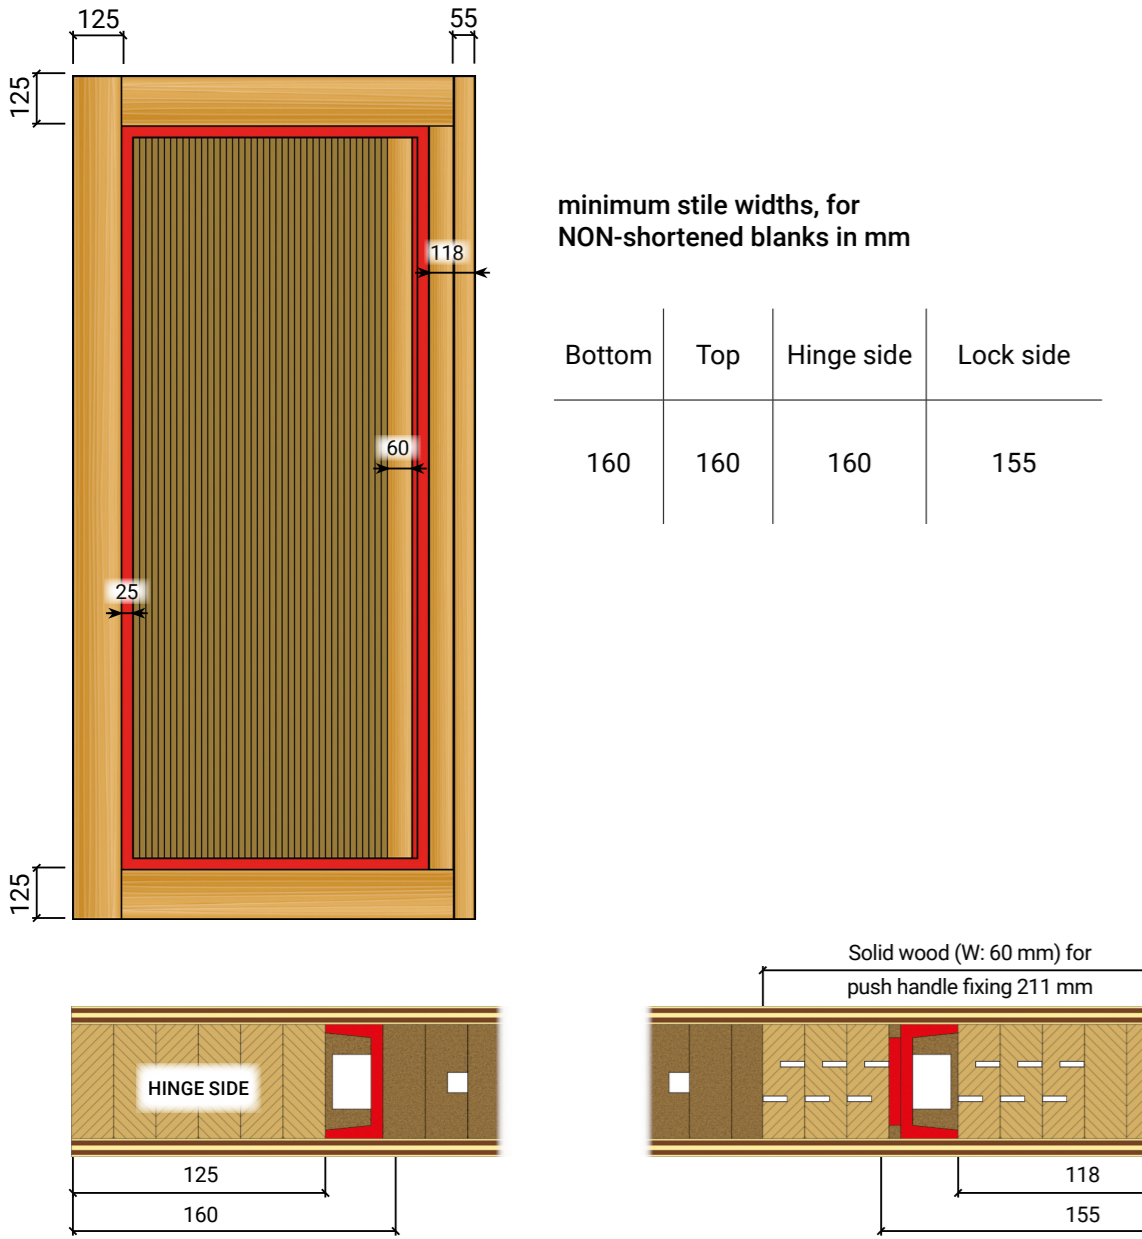 125
55
125
minimum stile widths, for
NON-shortened blanks in mm
118
Bottom Top Hinge side Lock side
60
160 160 160 155
25
125
Solid wood (W: 60 mm) for
push handle fixing 211 mm
HINGE SIDE
125
118
160
155